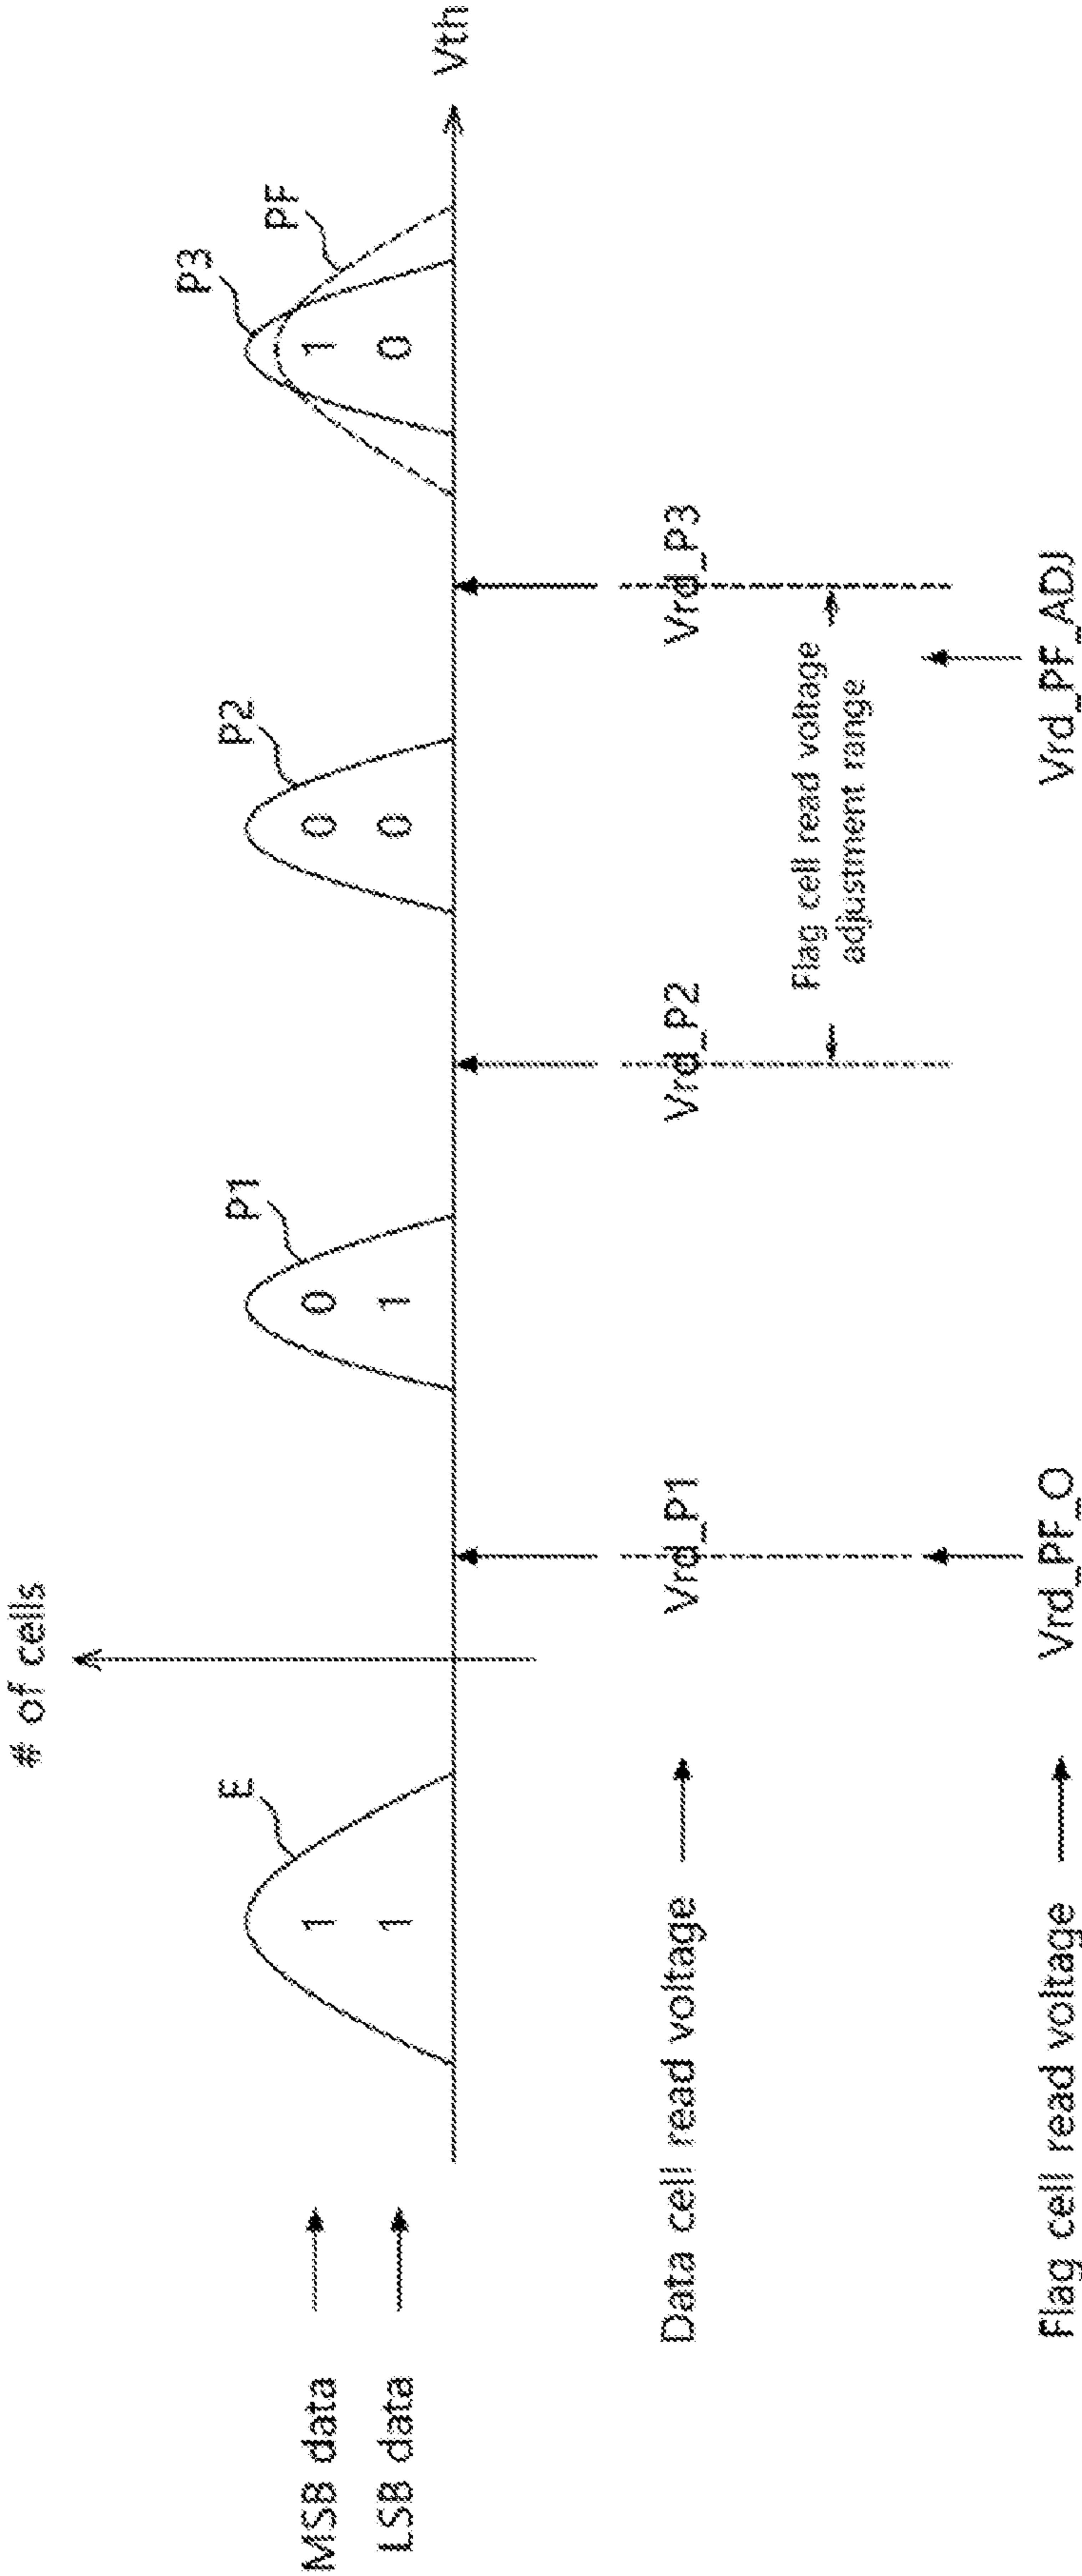 # of cells
E
P1
P2
P3
PF
MSB data
1
0
0
1
LSB data
1
1
0
0
Vth
Data cell read voltage
Vrd_P1
Vrd_P2
Vrd_P3
Flag cell read voltage
adjustment range
Flag cell read voltage
Vrd_PF_O
Vrd_PF_ADJ